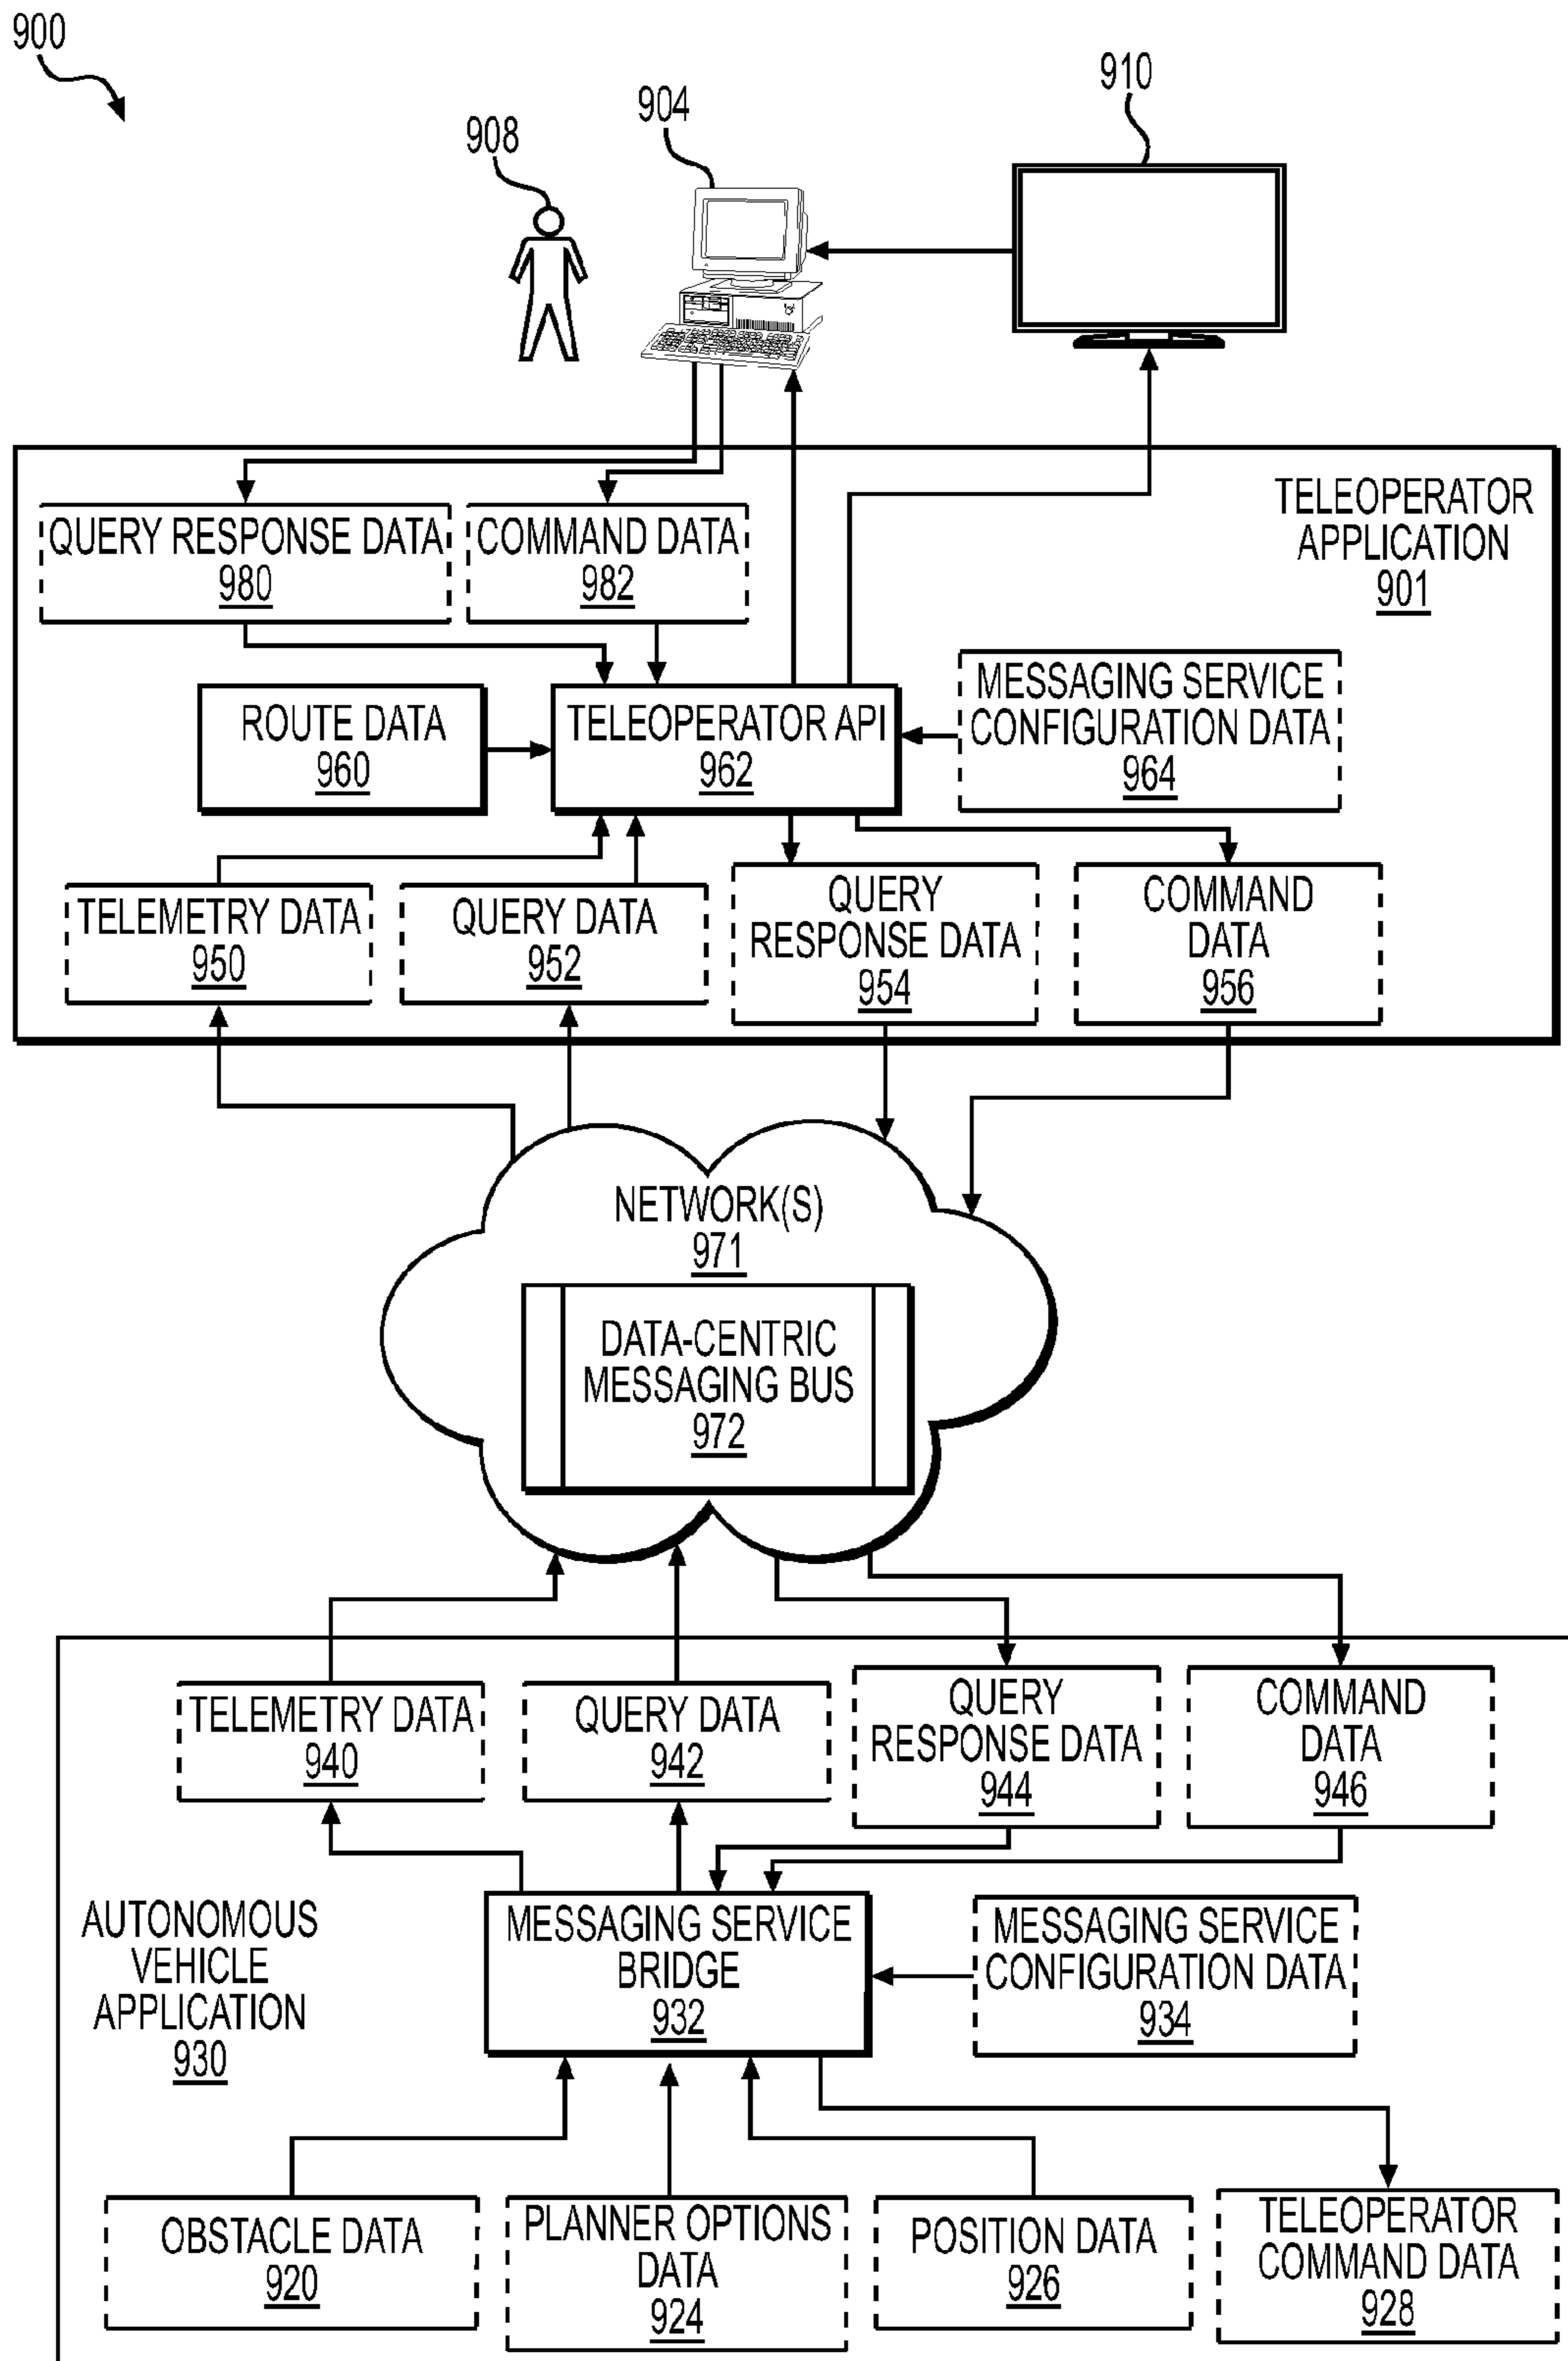 900
910
904
908
TELEOPERATOR
APPLICATION
901
QUERY RESPONSE DATA
980
COMMAND DATA
982
MESSAGING SERVICE
CONFIGURATION DATA
964
ROUTE DATA
960
TELEOPERATOR API
962
TELEMETRY DATA
950
QUERY DATA
952
QUERY
RESPONSE DATA
954
COMMAND
DATA
956
NETWORK(S)
971
DATA-CENTRIC
MESSAGING BUS
972
TELEMETRY DATA
940
QUERY DATA
942
QUERY
RESPONSE DATA
944
COMMAND
DATA
946
AUTONOMOUS
VEHICLE
APPLICATION
930
MESSAGING SERVICE
BRIDGE
932
MESSAGING SERVICE
CONFIGURATION DATA
934
OBSTACLE DATA
920
PLANNER OPTIONS
DATA
924
POSITION DATA
926
TELEOPERATOR
COMMAND DATA
928